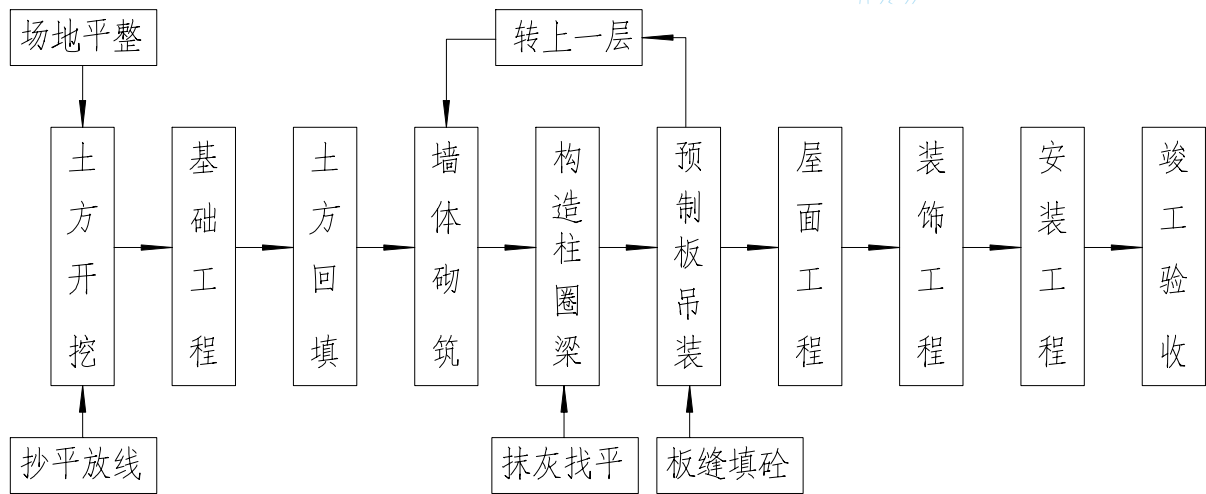 场地平整
转上一层
土方开挖
基础工程
土方回填
墙体砌筑
构造柱圈梁
预制板吊装
屋面工程
装饰工程
安装工程
竣工验收
抄平放线
抹灰找平
板缝填砼